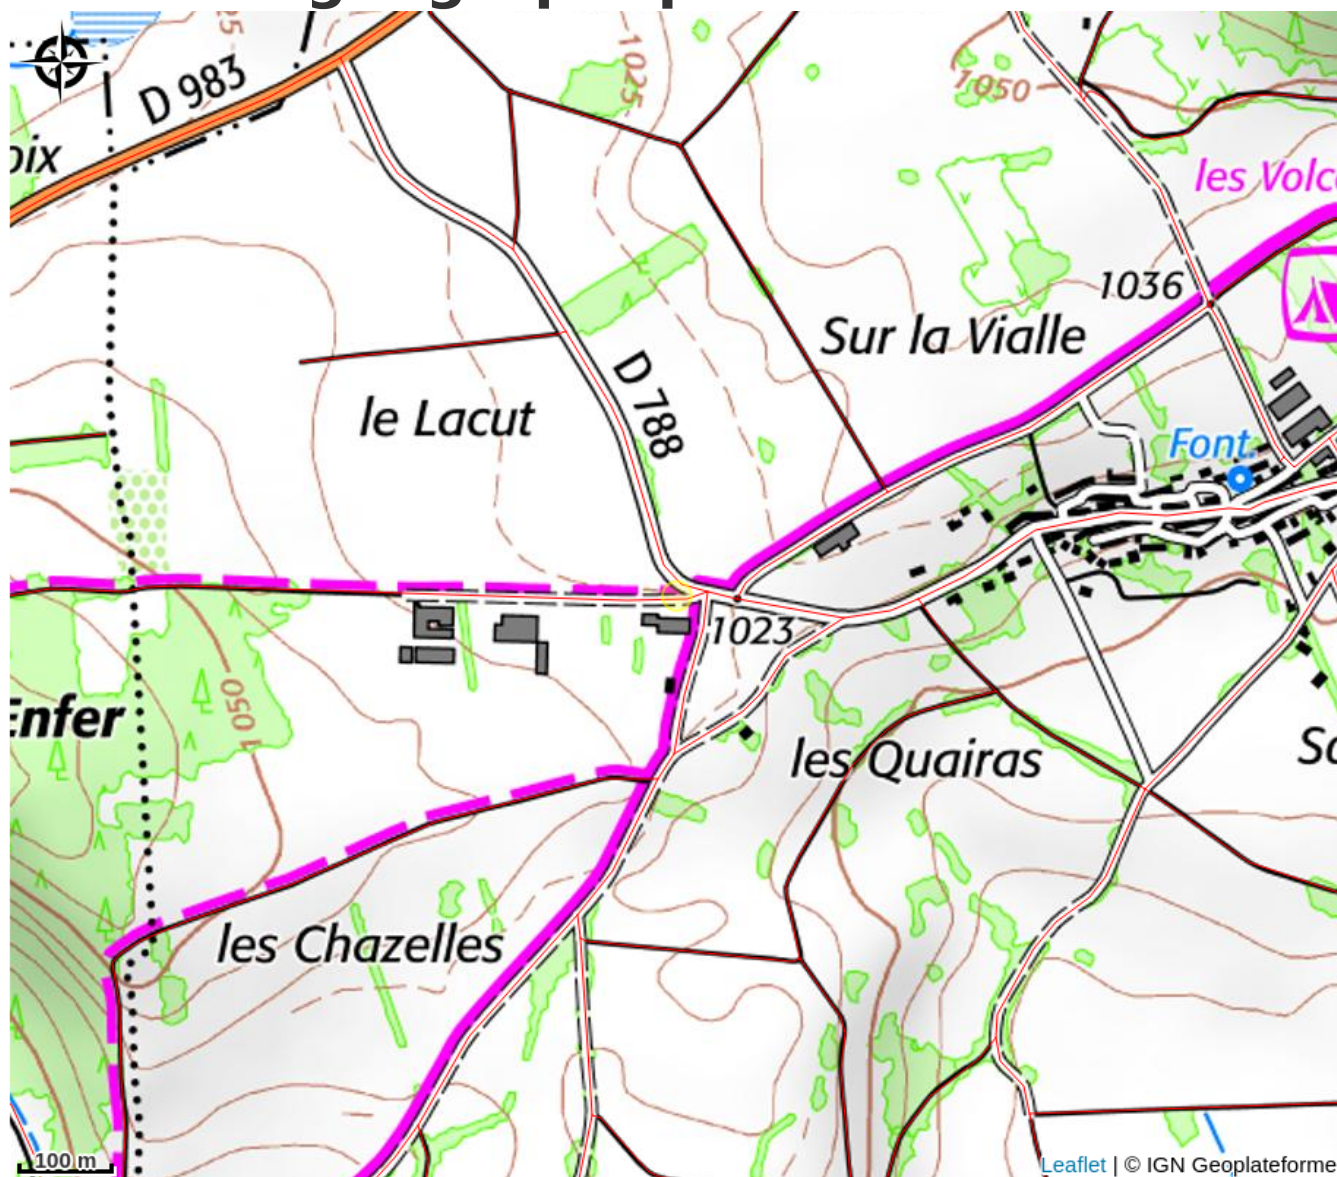 1025
D 983
1050
oix
les Volc
1036
Sur la Vialle
D 788
le Lacut
Font.
1023
1050
Enfer
les Quairas
les Chazelles
100 m
Leaflet | © IGN Geoplateforme